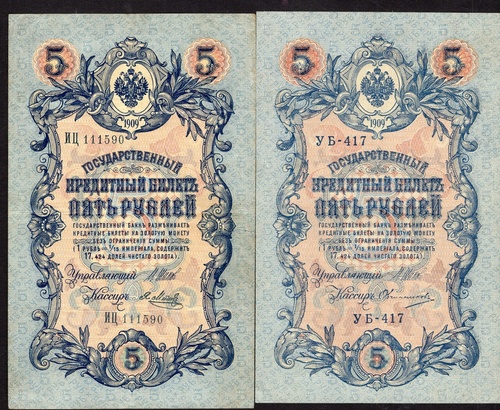 5 5
1909
ИЦ 111590
ГОСУДАРСТВЕННЫЙ
КРЕДИТНЫЙ БИЛЕТЪ
ПЯТЬ РУБЛЕЙ
ГОСУДАРСТВЕННЫЙ БАНКЪ РАЗМѢНИВАЕТЪ
КРЕДИТНЫЕ БИЛЕТЫ НА ЗОЛОТУЮ МОНЕТУ
БЕЗЪ ОГРАНИЧЕНІЯ СУММЫ
(1 РУБЛЬ = 1/15 ИМПЕРІАЛА, СОДЕРЖИТЪ
17,424 ДОЛЕЙ ЧИСТАГО ЗОЛОТА).
Управляющій
Кассиръ
ИЦ 111590
5
5 5
1909
УБ-417
ГОСУДАРСТВЕННЫЙ
КРЕДИТНЫЙ БИЛЕТЪ
ПЯТЬ РУБЛЕЙ
ГОСУДАРСТВЕННЫЙ БАНКЪ РАЗМѢНИВАЕТЪ
КРЕДИТНЫЕ БИЛЕТЫ НА ЗОЛОТУЮ МОНЕТУ
БЕЗЪ ОГРАНИЧЕНІЯ СУММЫ
(1 РУБЛЬ = 1/15 ИМПЕРІАЛА, СОДЕРЖИТЪ
17,424 ДОЛЕЙ ЧИСТАГО ЗОЛОТА).
Управляющій
Кассиръ
УБ-417
5